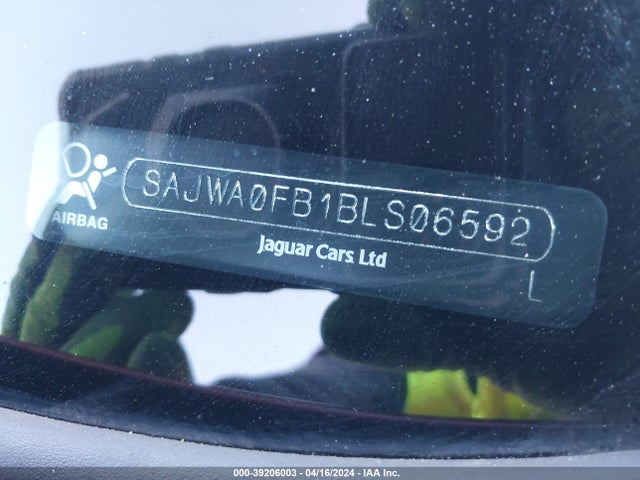 SAJWA0FB1BLS06592
AIRBAG
Jaguar Cars Ltd
L
000-39206003 - 04/16/2024 - IAA Inc.